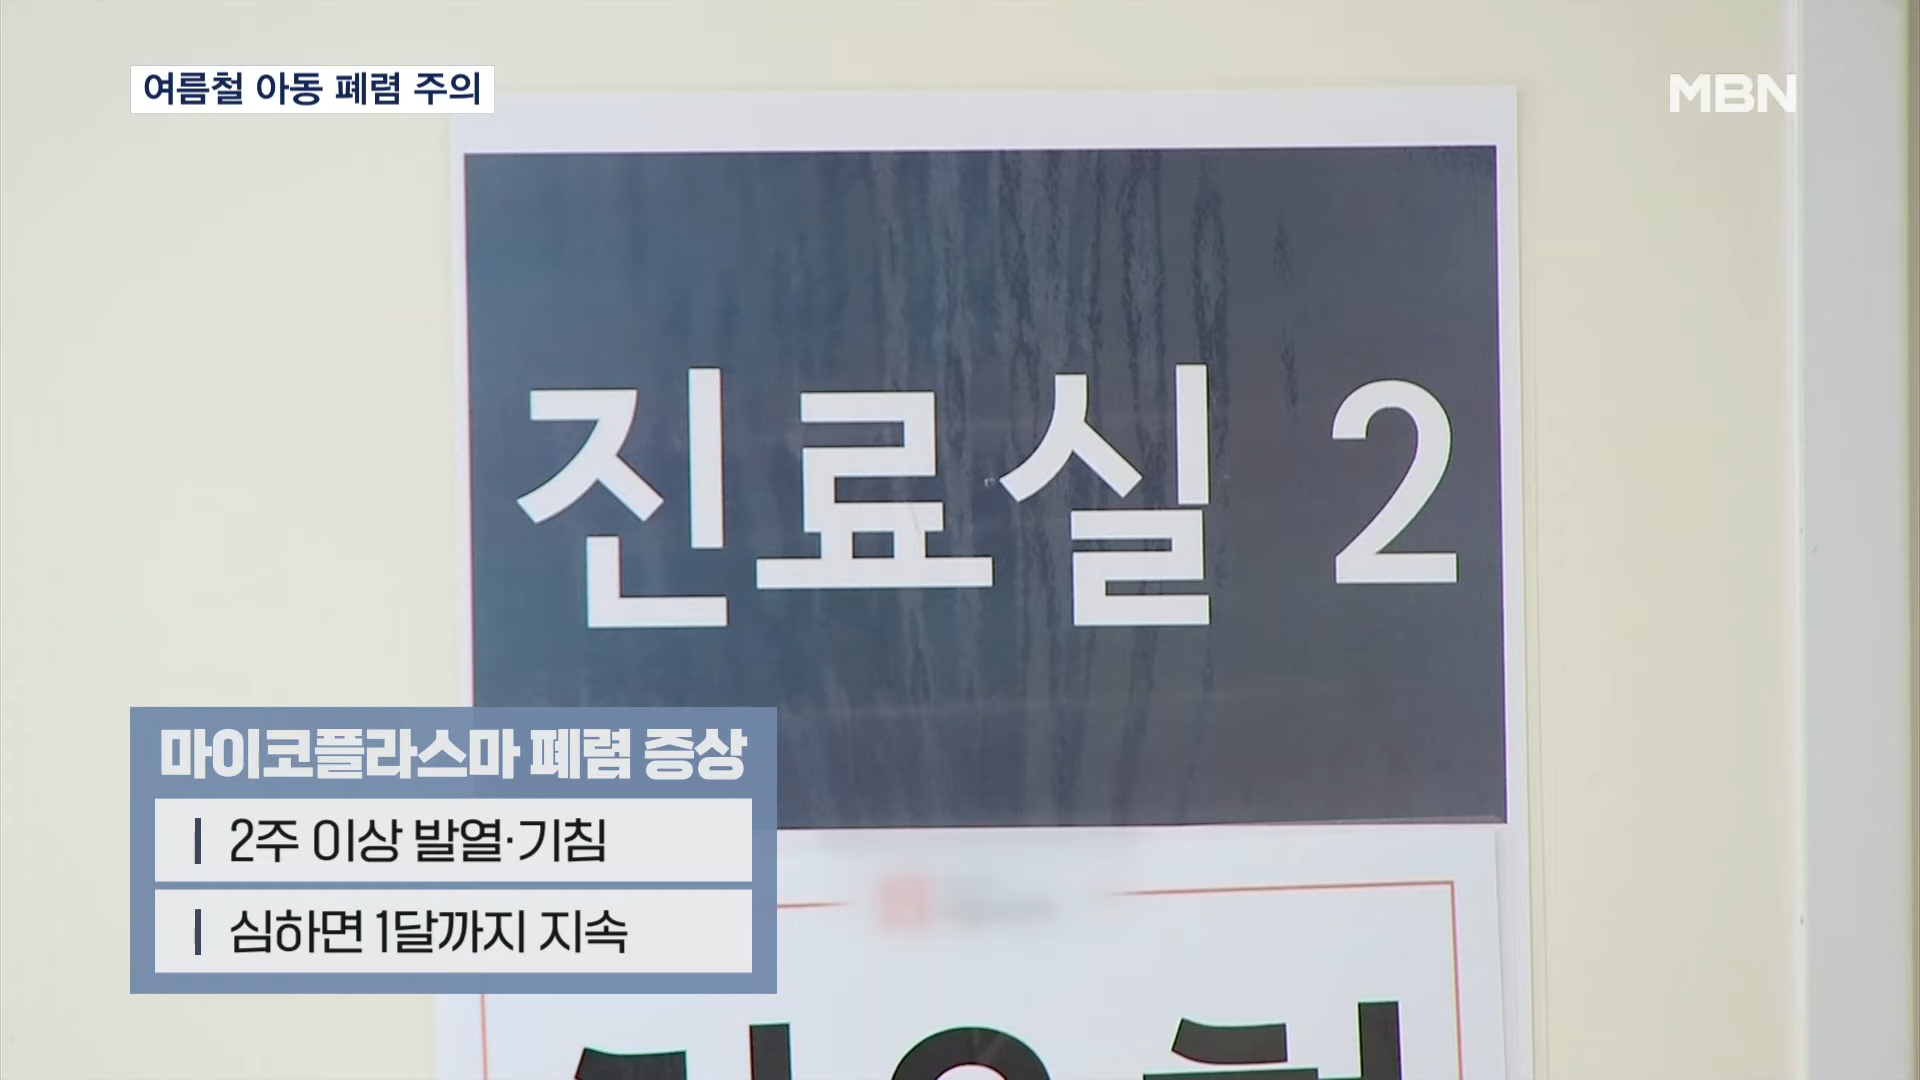 여름철 아동 폐렴 주의
MBN
진료실 2
마이코플라스마 폐렴 증상
2주 이상 발열·기침
심하면 1달까지 지속